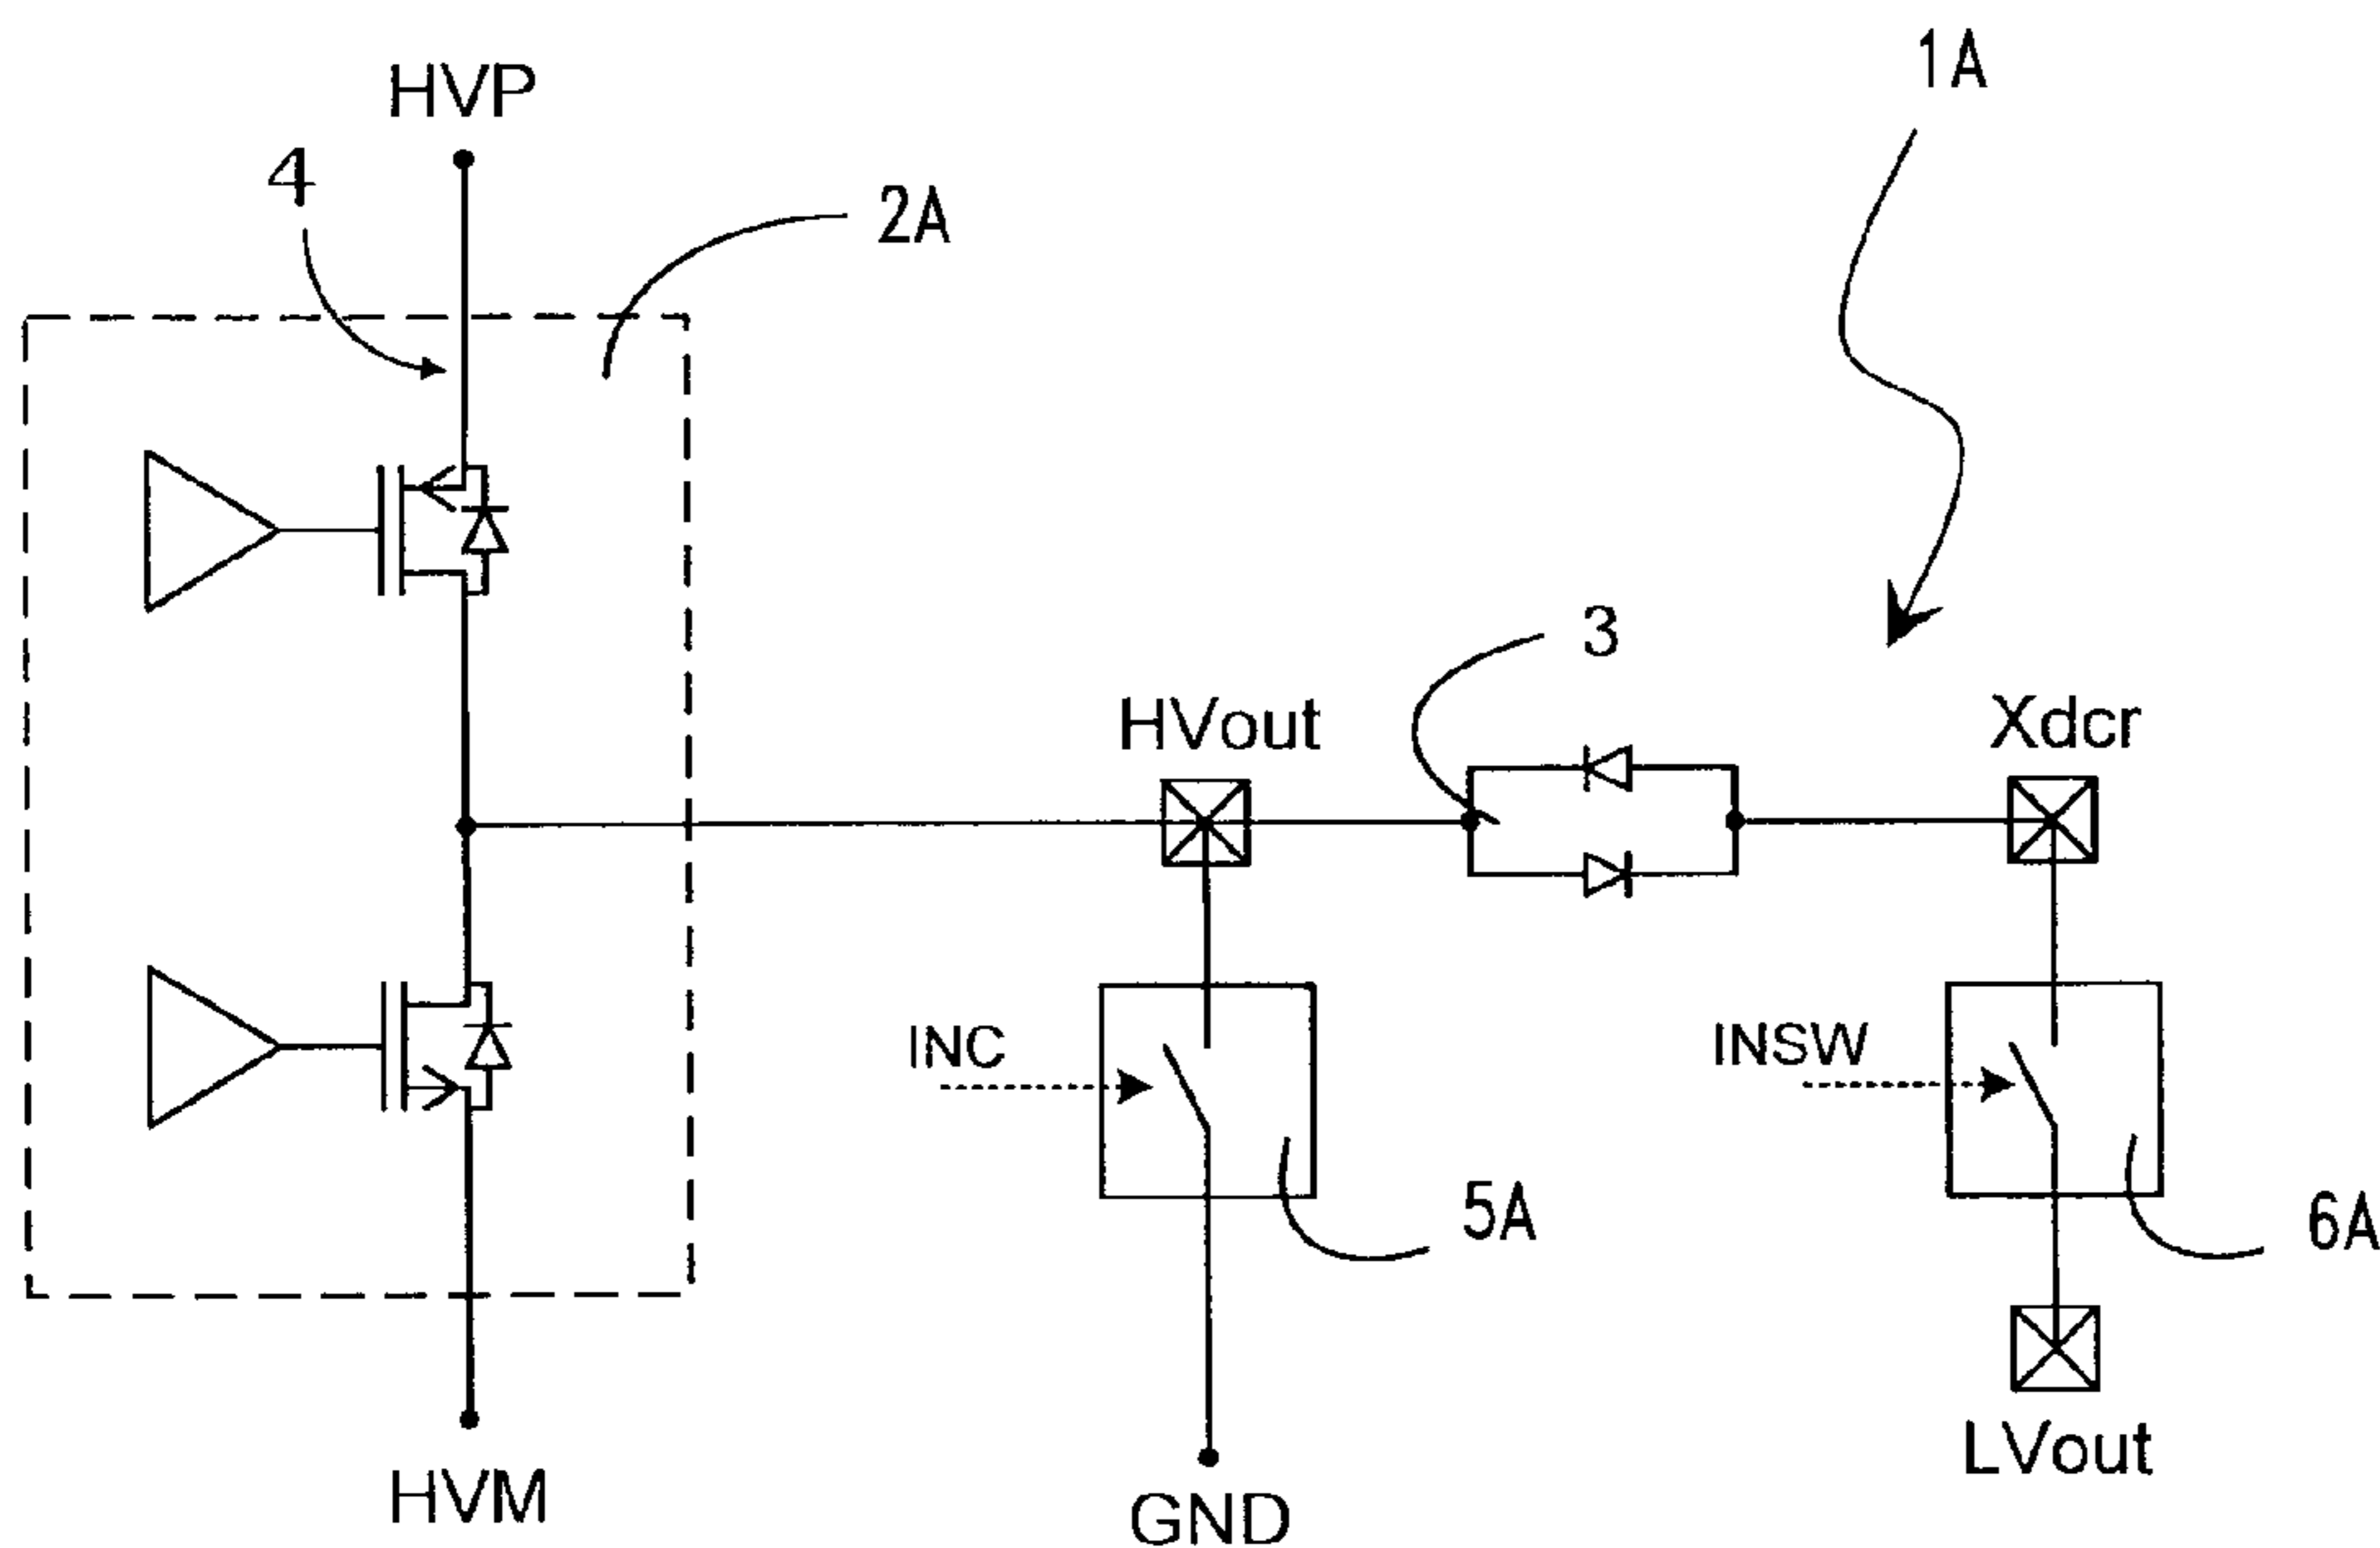 1A
HVP
4
2A
3
HVout
Xdcr
INC
INSW
5A
6A
LVout
HVM
GND